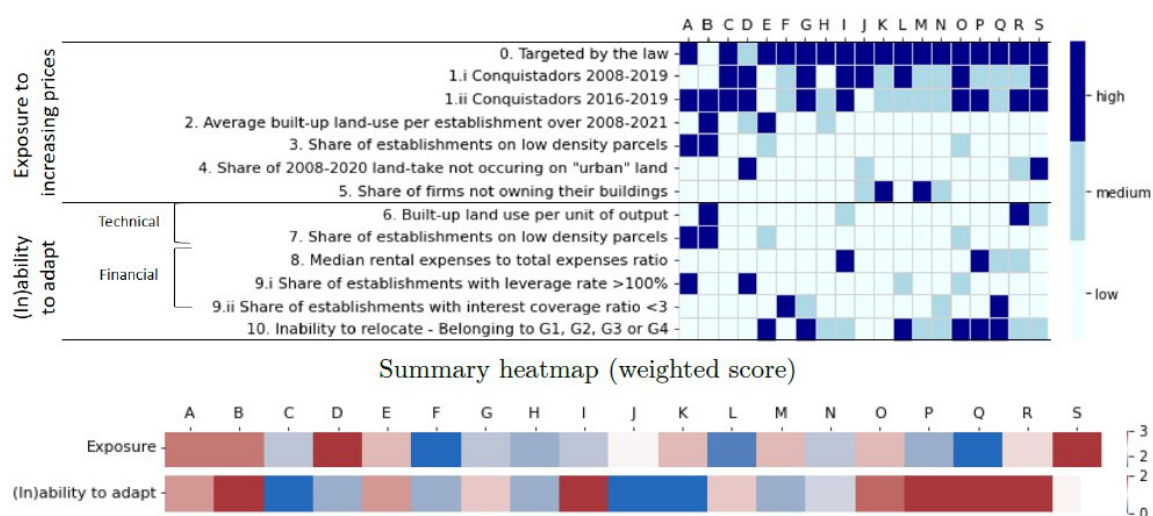 A B C D E F G H I J K L M N O P Q R S
Exposure to
increasing prices
0. Targeted by the law
1.i Conquistadors 2008-2019
1.ii Conquistadors 2016-2019
2. Average built-up land-use per establishment over 2008-2021
3. Share of establishments on low density parcels
4. Share of 2008-2020 land-take not occuring on "urban" land
5. Share of firms not owning their buildings
high
medium
low
(In)ability
to adapt
Technical
Financial
6. Built-up land use per unit of output
7. Share of establishments on low density parcels
8. Median rental expenses to total expenses ratio
9.i Share of establishments with leverage rate >100%
9.ii Share of establishments with interest coverage ratio <3
10. Inability to relocate - Belonging to G1, G2, G3 or G4
Summary heatmap (weighted score)
A B C D E F G H I J K L M N O P Q R S
Exposure
3
2
(In)ability to adapt
2
0